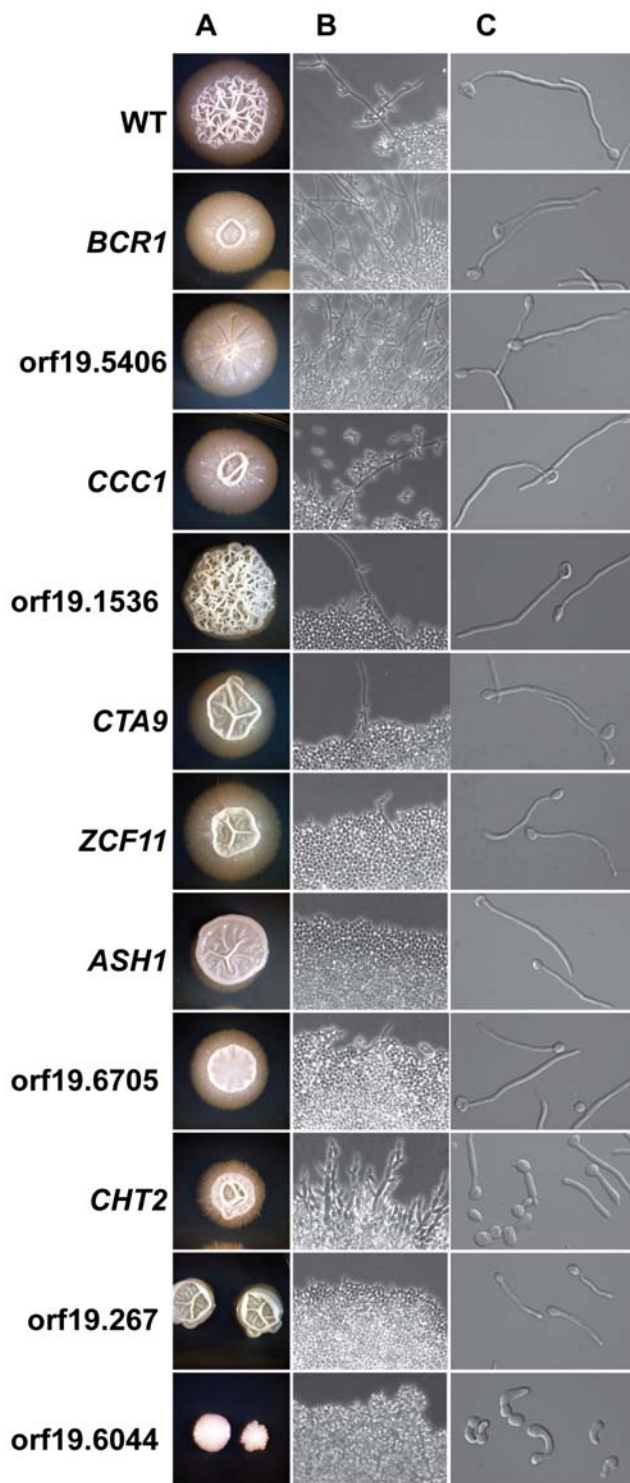 A B C
WT
BCR1
orf19.5406
CCC1
orf19.1536
CTA9
ZCF11
ASH1
orf19.6705
CHT2
orf19.267
orf19.6044